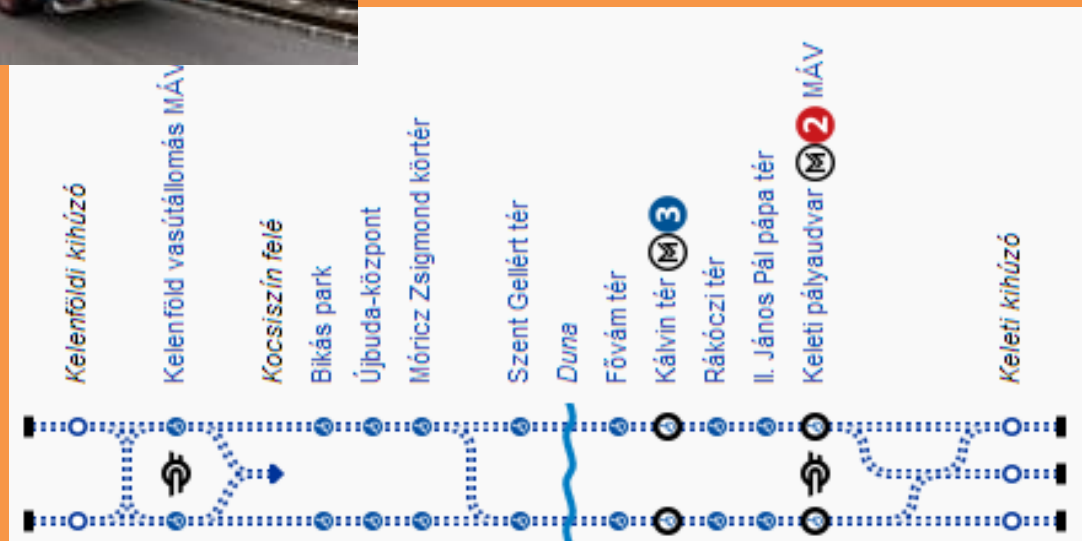 Kelenföldi kihúzó
Kelenföld vasútállomás MÁV
Kocsiszín felé
Bikás park
Újbuda-központ
Móricz Zsigmond körtér
Szent Gellért tér
Duna
Fővám tér
Kálvin tér M 3
Rákóczi tér
II. János Pál pápa tér
Keleti pályaudvar M 2 MÁV
Keleti kihúzó